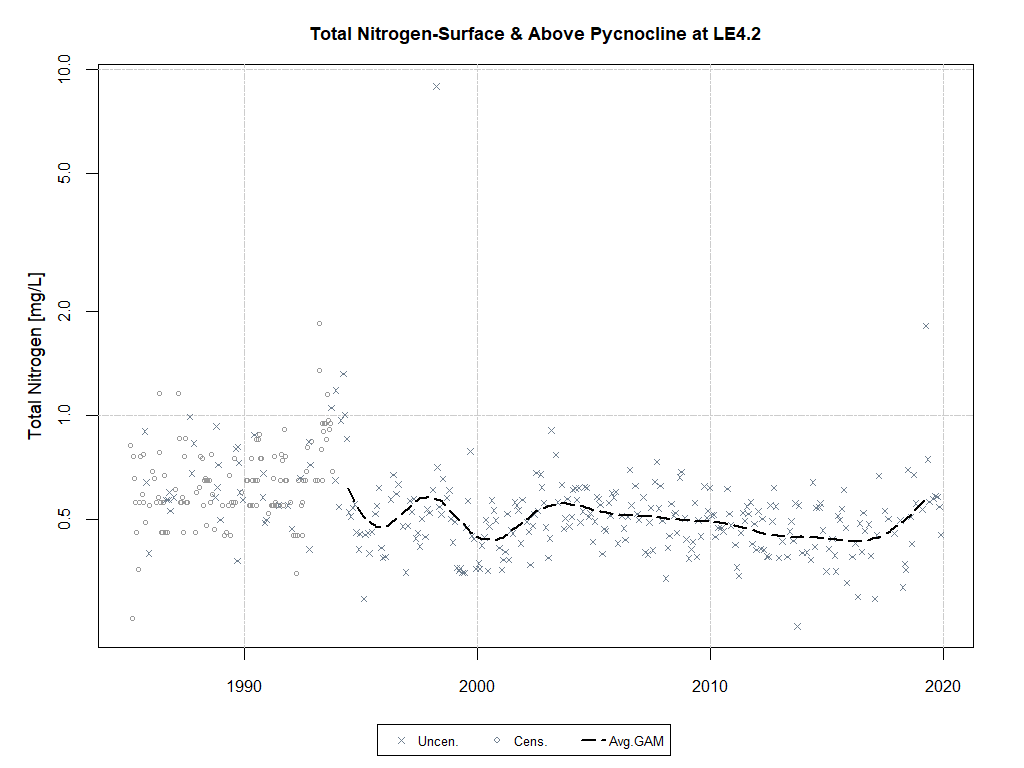 Total Nitrogen-Surface & Above Pycnocline at LE4.2
Total Nitrogen [mg/L]
10.0
5.0
2.0
1.0
0.5
1990 2000 2010 2020
Uncen. Cens. Avg.GAM